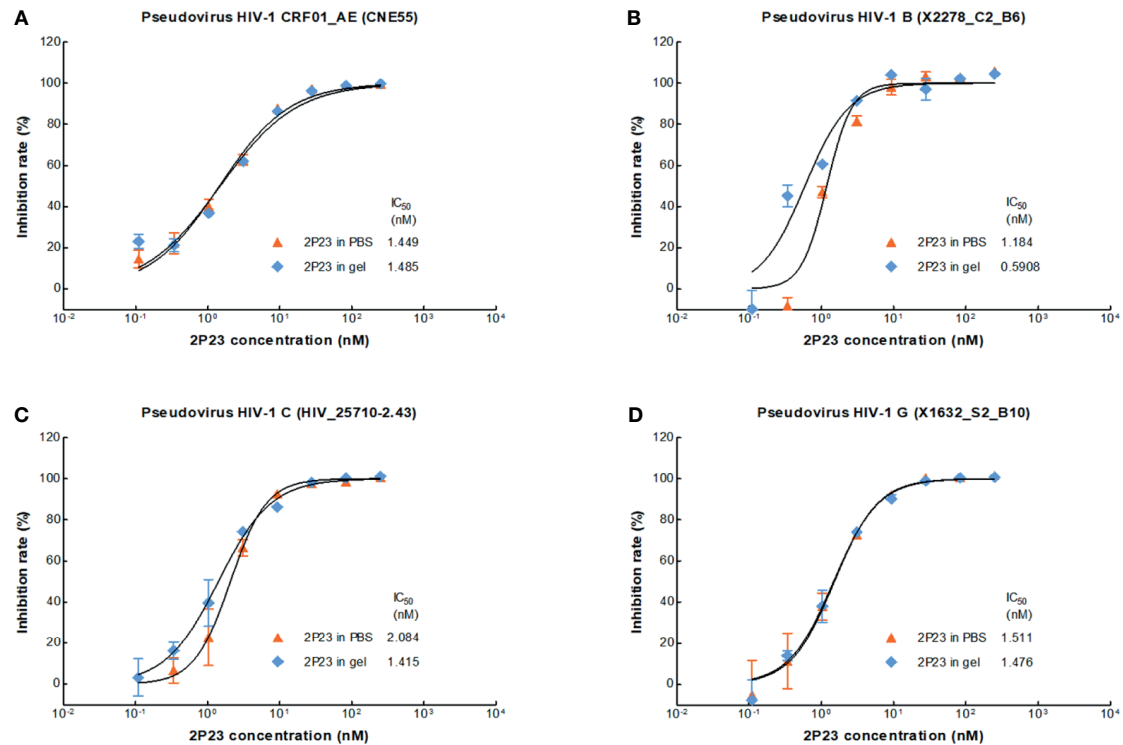 A
Pseudovirus HIV-1 CRF01_AE (CNE55)
120
100
80
60
40
20
0
Inhibition rate (%)
IC50
(nM)
2P23 in PBS 1.449
2P23 in gel 1.485
10-2 10-1 100 101 102 103 104
2P23 concentration (nM)
B
Pseudovirus HIV-1 B (X2278_C2_B6)
120
100
80
60
40
20
0
Inhibition rate (%)
IC50
(nM)
2P23 in PBS 1.184
2P23 in gel 0.5908
10-2 10-1 100 101 102 103 104
2P23 concentration (nM)
C
Pseudovirus HIV-1 C (HIV_25710-2.43)
120
100
80
60
40
20
0
Inhibition rate (%)
IC50
(nM)
2P23 in PBS 2.084
2P23 in gel 1.415
10-2 10-1 100 101 102 103 104
2P23 concentration (nM)
D
Pseudovirus HIV-1 G (X1632_S2_B10)
120
100
80
60
40
20
0
Inhibition rate (%)
IC50
(nM)
2P23 in PBS 1.511
2P23 in gel 1.476
10-2 10-1 100 101 102 103 104
2P23 concentration (nM)